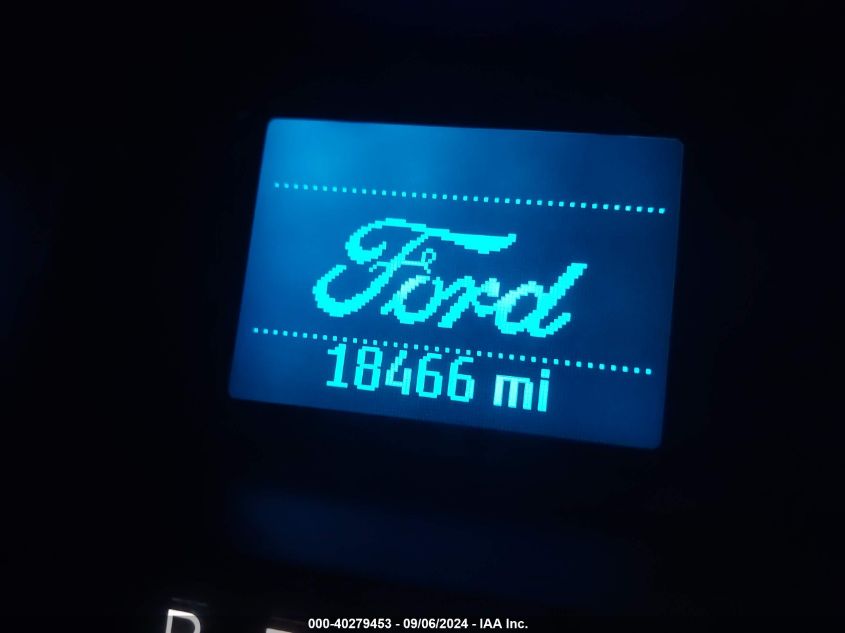 Ford
18466 mi
P
000-40279453 - 09/06/2024 - IAA Inc.